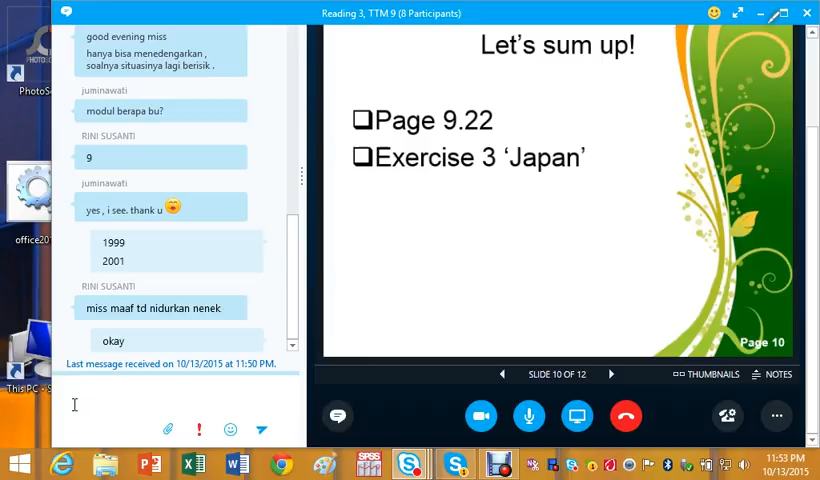 Reading 3, TTM 9 (8 Participants)
good evening miss
hanya bisa menedengarkan ,
soalnya situasinya lagi berisik .
juminawati
modul berapa bu?
RINI SUSANTI
9
juminawati
yes , i see. thank u
1999
2001
RINI SUSANTI
miss maaf td nidurkan nenek
okay
Last message received on 10/13/2015 at 11:50 PM.
Let's sum up!
Page 9.22
Exercise 3 'Japan'
Page 10
SLIDE 10 OF 12
THUMBNAILS
NOTES
office201
This PC - S
11:53 PM
10/13/2015